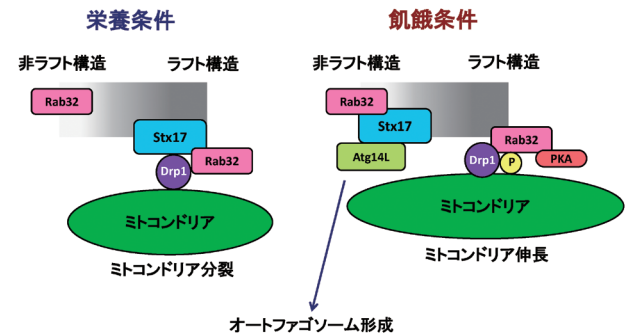 栄養条件
非ラフト構造
ラフト構造
Rab32
Stx17
Drp1
Rab32
ミトコンドリア
ミトコンドリア分裂
飢餓条件
非ラフト構造
ラフト構造
Rab32
Stx17
Atg14L
Rab32
Drp1
P
PKA
ミトコンドリア
ミトコンドリア伸長
オートファゴソーム形成